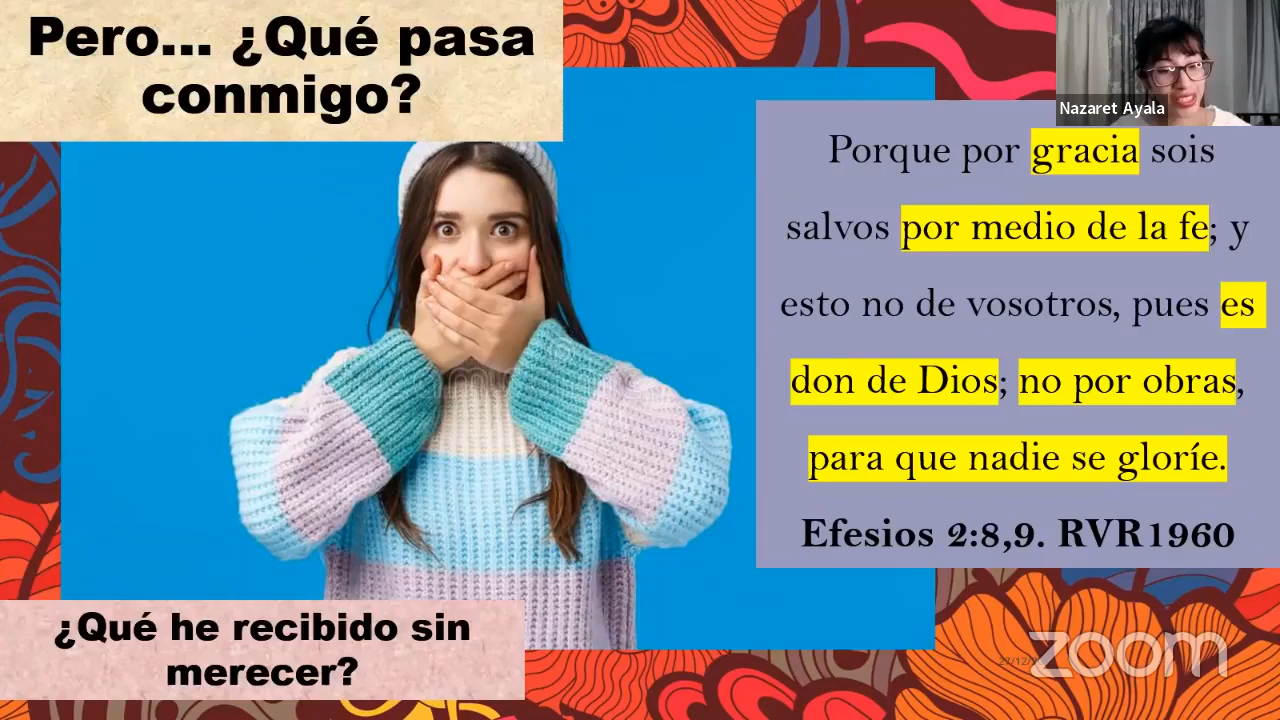 Pero... ¿Qué pasa
conmigo?
Nazaret Ayala
Porque por gracia sois
salvos por medio de la fe; y
esto no de vosotros, pues es
don de Dios; no por obras,
para que nadie se gloríe.
Efesios 2:8,9. RVR1960
¿Qué he recibido sin
merecer?
zoom